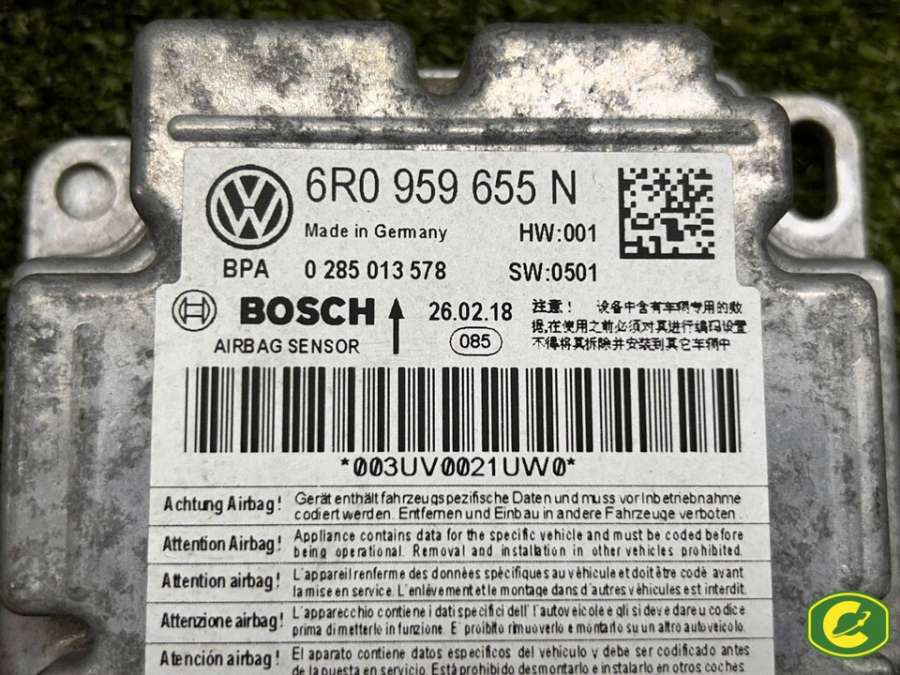 6R0 959 655 N
Made in Germany HW:001
BPA 0 285 013 578 SW:0501
BOSCH 26.02.18
AIRBAG SENSOR 085
注意! 设备中含有车辆专用的数
据,在使用之前必须对其进行编码设置
不得将其拆除并安装到其它车辆中
*003UV0021UW0*
Achtung Airbag! Gerät enthält fahrzeugspezifische Daten und muss vor Inbetriebnahme
codiert werden. Entfernen und Einbau in andere Fahrzeuge verboten.
Attention Airbag! Appliance contains data for the specific vehicle and must be coded before
being operational. Removal and installation in other vehicles prohibited.
Attention airbag! L'appareil renferme des données spécifiques au véhicule et doit être codé avant
la mise en service. L'enlèvement et le montage dans d'autres véhicules est interdit.
Attenzione airbag! L'apparecchio contiene i dati specifici dell' l'autoveicolo e gli si deve dare u codice
prima di metterlo in funzione. E' proibito rimuoverlo e montarlo su un altro autoveicolo.
Atención airbag! El aparato contiene datos específicos del vehículo y debe ser codificado antes
de la puesta en servicio. Está prohibido desmontarlo e instalarlo en otros coches